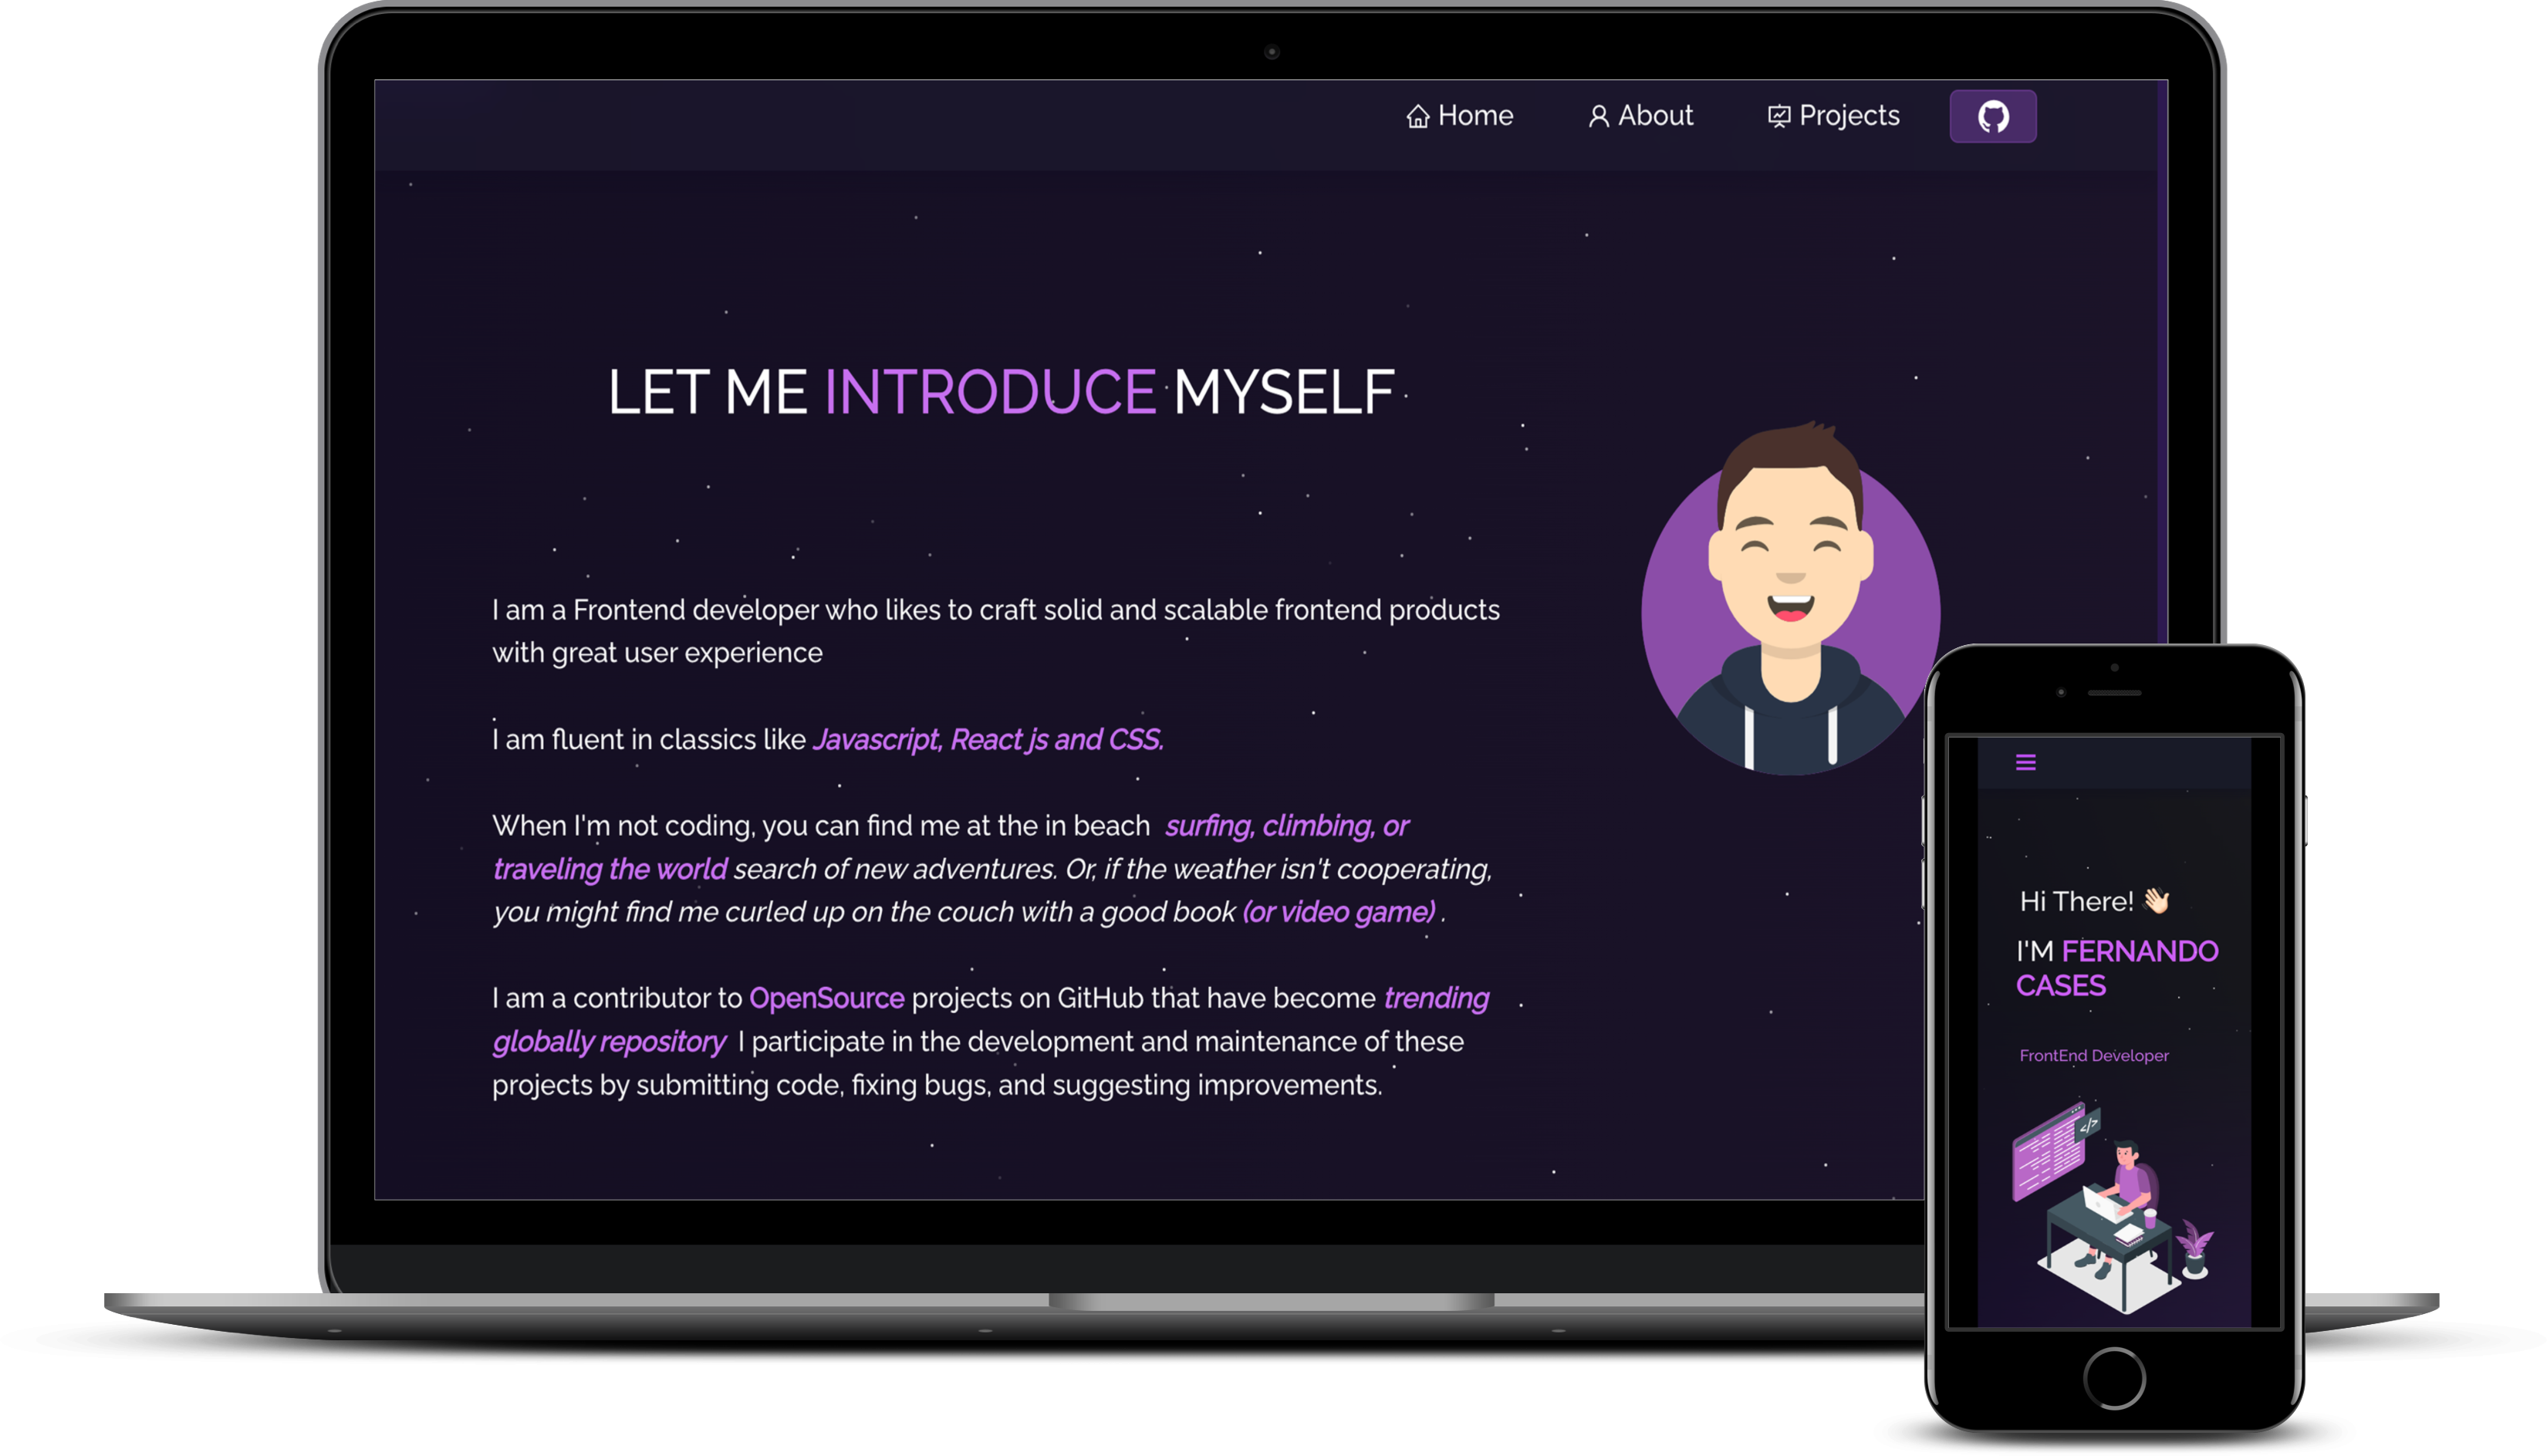 Home About Projects
LET ME INTRODUCE MYSELF
I am a Frontend developer who likes to craft solid and scalable frontend products
with great user experience
I am fluent in classics like Javascript, React js and CSS.
When I'm not coding, you can find me at the in beach surfing, climbing, or
traveling the world search of new adventures. Or, if the weather isn't cooperating,
you might find me curled up on the couch with a good book (or video game) .
I am a contributor to OpenSource projects on GitHub that have become trending
globally repository I participate in the development and maintenance of these
projects by submitting code, fixing bugs, and suggesting improvements.
Hi There! 👋🏻
I'M FERNANDO
CASES
FrontEnd Developer
</>